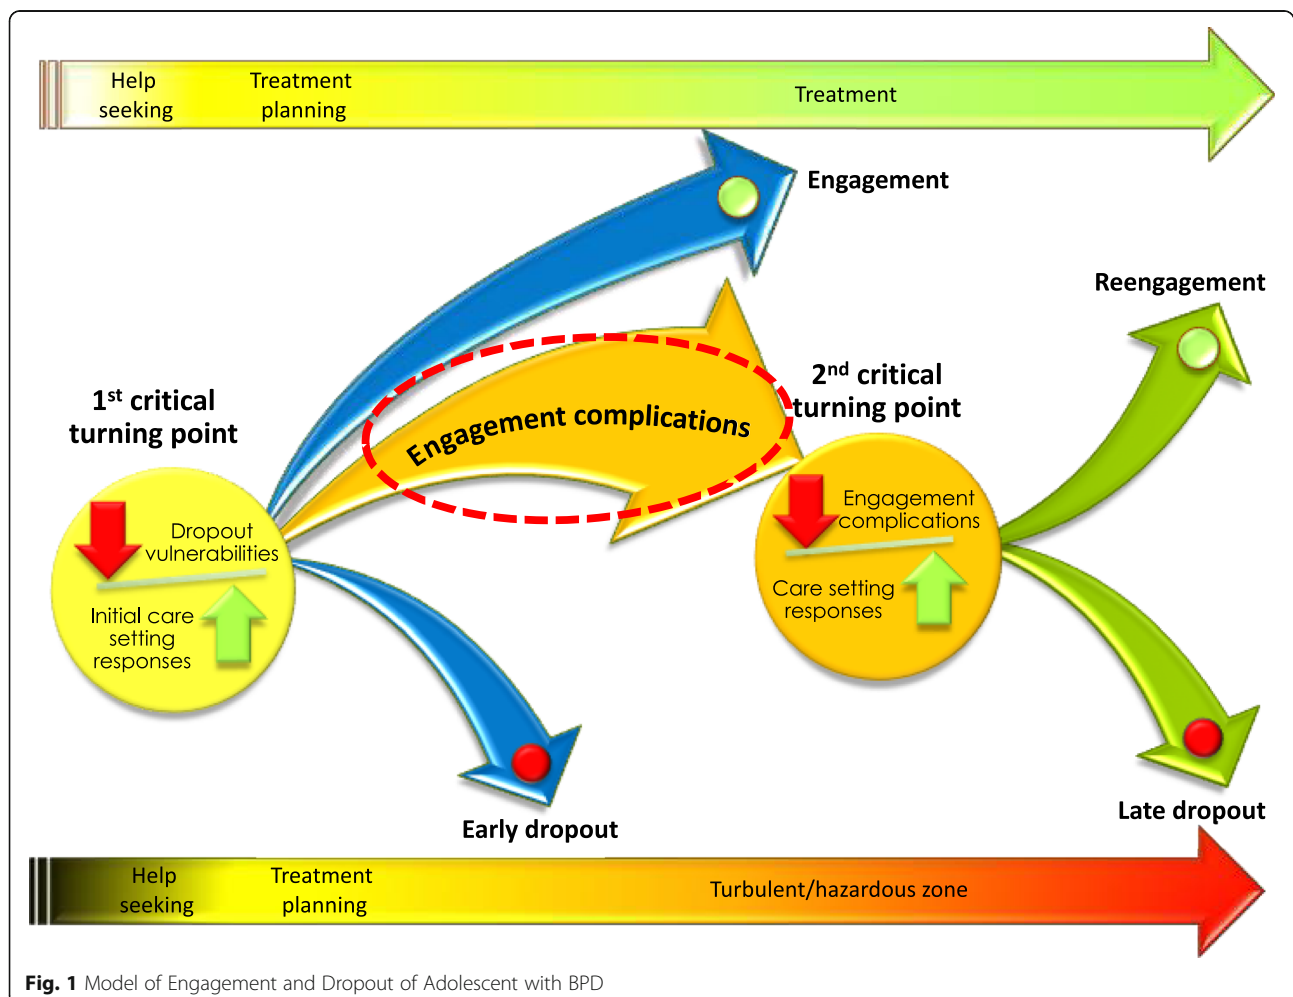 Help
seeking
Treatment
planning
Treatment
Engagement
Reengagement
1st critical
turning point
Engagement complications
2nd critical
turning point
Dropout
vulnerabilities
Initial care
setting
responses
Engagement
complications
Care setting
responses
Early dropout
Late dropout
Help
seeking
Treatment
planning
Turbulent/hazardous zone
Fig. 1 Model of Engagement and Dropout of Adolescent with BPD